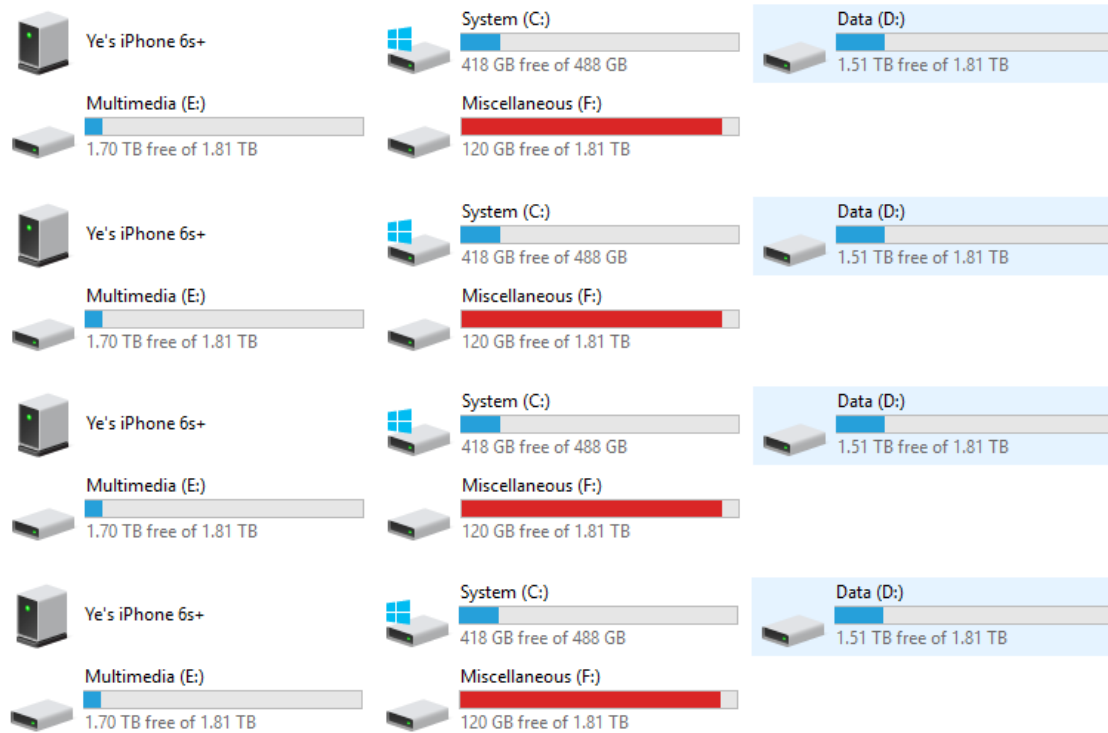 Ye's iPhone 6s+
System (C:)
418 GB free of 488 GB
Data (D:)
1.51 TB free of 1.81 TB
Multimedia (E:)
1.70 TB free of 1.81 TB
Miscellaneous (F:)
120 GB free of 1.81 TB
Ye's iPhone 6s+
System (C:)
418 GB free of 488 GB
Data (D:)
1.51 TB free of 1.81 TB
Multimedia (E:)
1.70 TB free of 1.81 TB
Miscellaneous (F:)
120 GB free of 1.81 TB
Ye's iPhone 6s+
System (C:)
418 GB free of 488 GB
Data (D:)
1.51 TB free of 1.81 TB
Multimedia (E:)
1.70 TB free of 1.81 TB
Miscellaneous (F:)
120 GB free of 1.81 TB
Ye's iPhone 6s+
System (C:)
418 GB free of 488 GB
Data (D:)
1.51 TB free of 1.81 TB
Multimedia (E:)
1.70 TB free of 1.81 TB
Miscellaneous (F:)
120 GB free of 1.81 TB